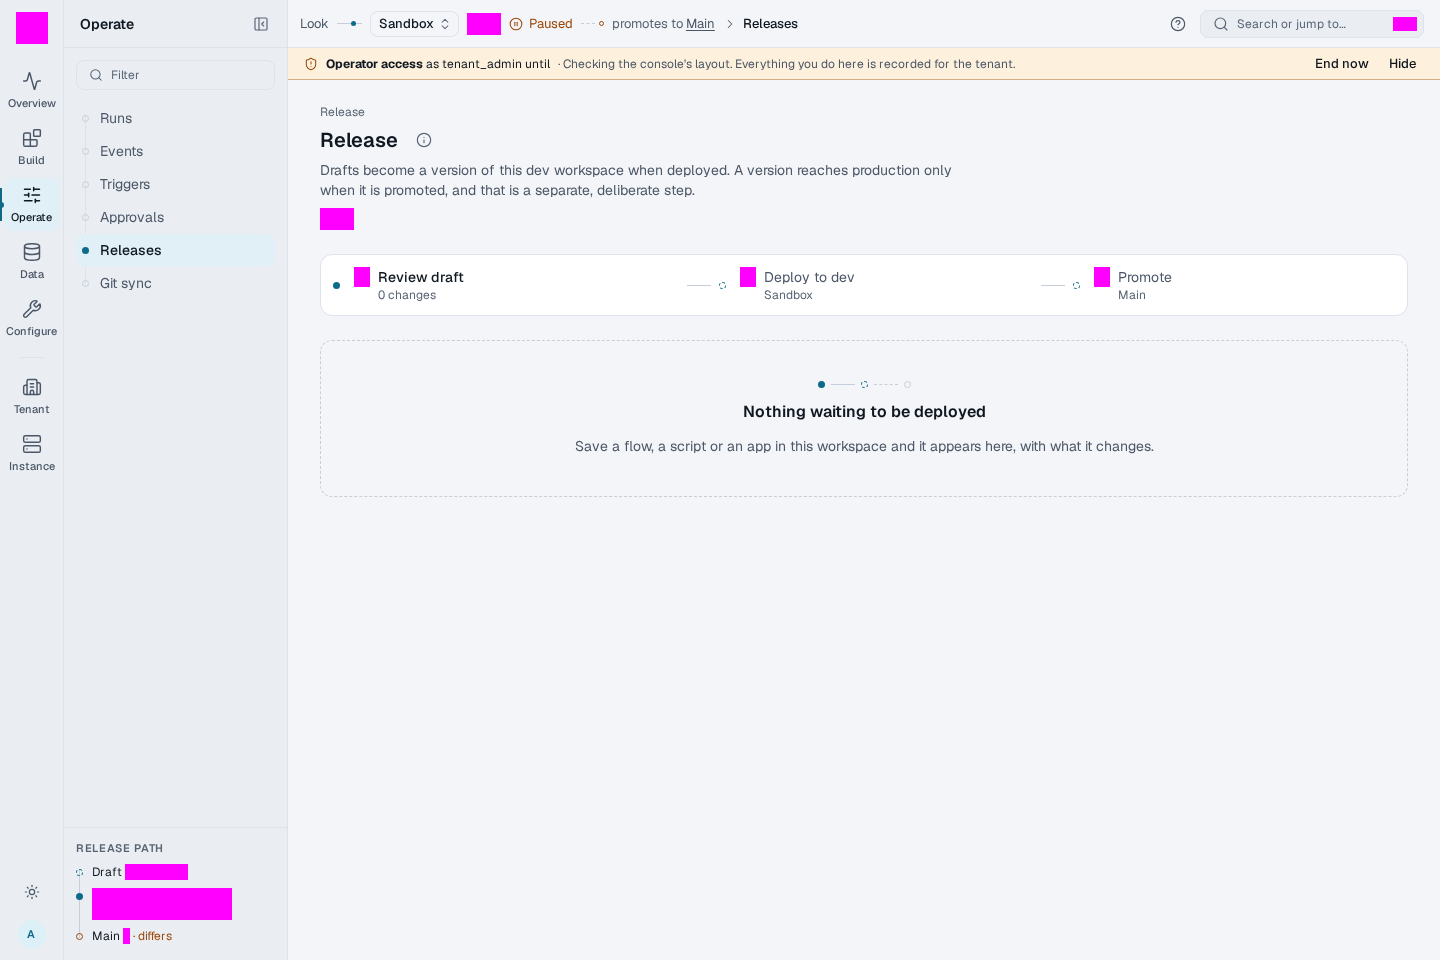 Operate
Look
Sandbox
Paused
promotes to Main
Releases
Search or jump to…
Operator access as tenant_admin until · Checking the console's layout. Everything you do here is recorded for the tenant.
End now
Hide
Overview
Build
Operate
Data
Configure
Tenant
Instance
A
Filter
Runs
Events
Triggers
Approvals
Releases
Git sync
RELEASE PATH
Draft
Main · differs
Release
Release
Drafts become a version of this dev workspace when deployed. A version reaches production only
when it is promoted, and that is a separate, deliberate step.
Review draft
0 changes
Deploy to dev
Sandbox
Promote
Main
Nothing waiting to be deployed
Save a flow, a script or an app in this workspace and it appears here, with what it changes.